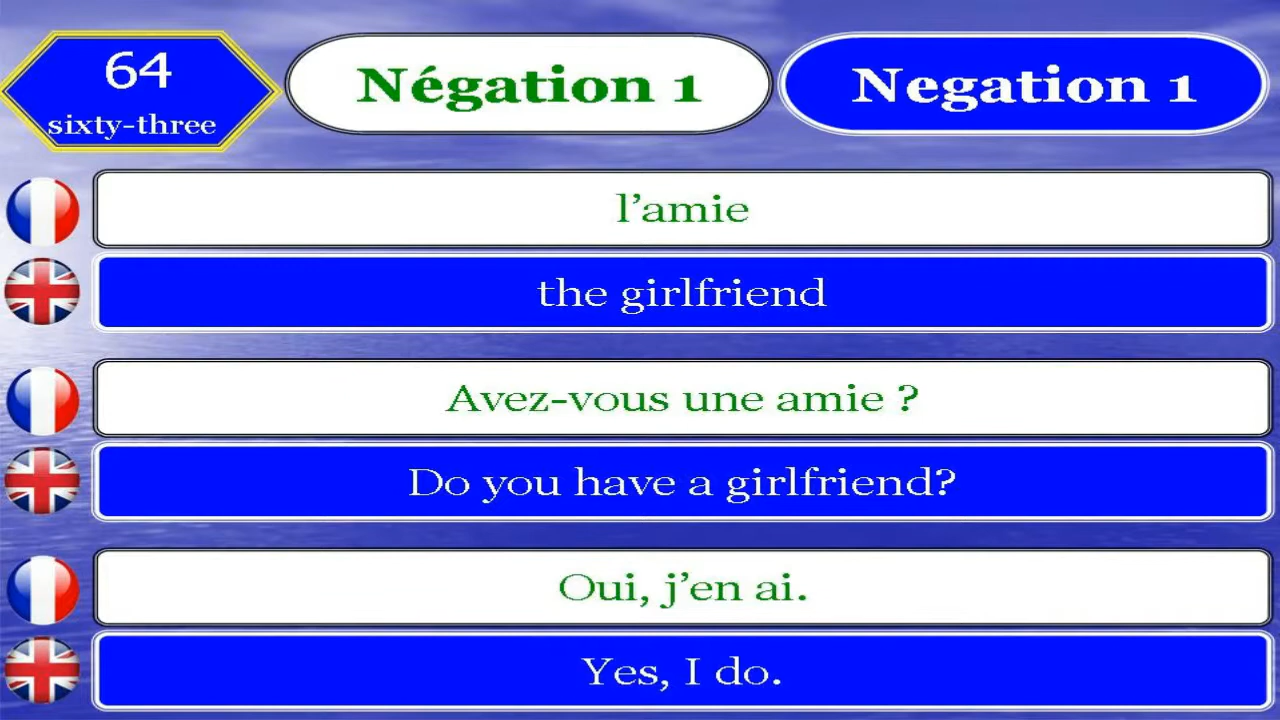 64
sixty-three
Négation 1
Negation 1
l’amie
the girlfriend
Avez-vous une amie ?
Do you have a girlfriend?
Oui, j’en ai.
Yes, I do.